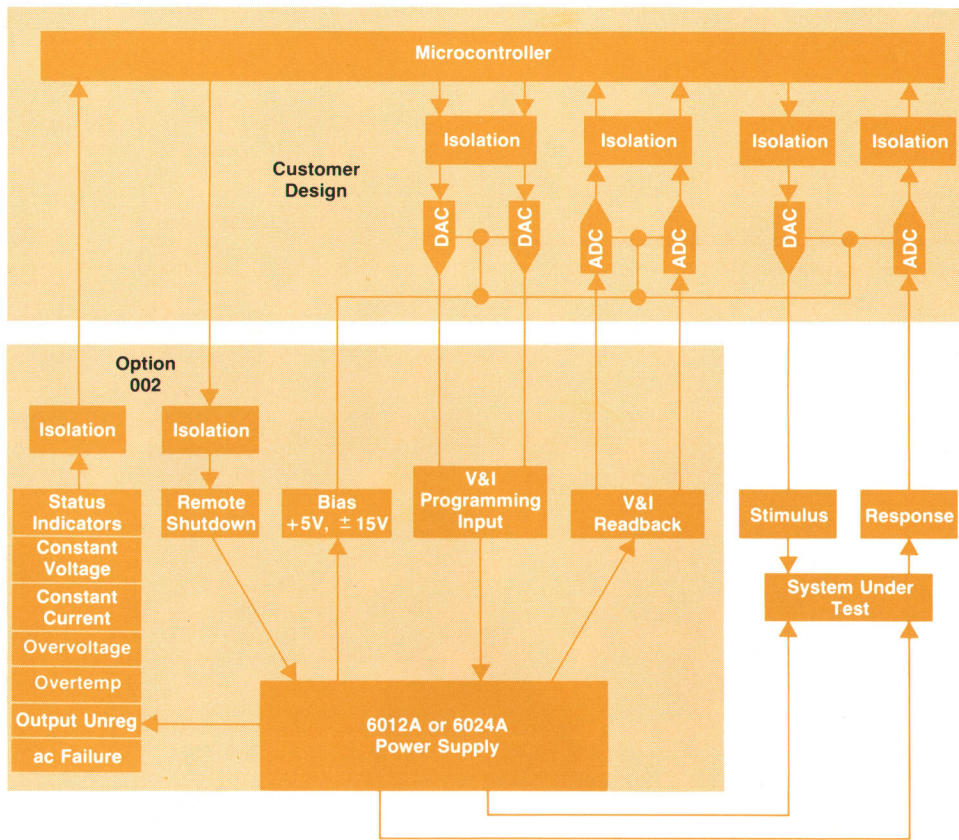 Microcontroller
Isolation
Isolation
Isolation
Isolation
Customer
Design
DAC
DAC
ADC
ADC
DAC
ADC
Option
002
Isolation
Isolation
Status
Indicators
Constant
Voltage
Constant
Current
Overvoltage
Overtemp
Output Unreg
ac Failure
Remote
Shutdown
Bias
+5V, ± 15V
V&I
Programming
Input
V&I
Readback
Stimulus
Response
System Under
Test
6012A or 6024A
Power Supply